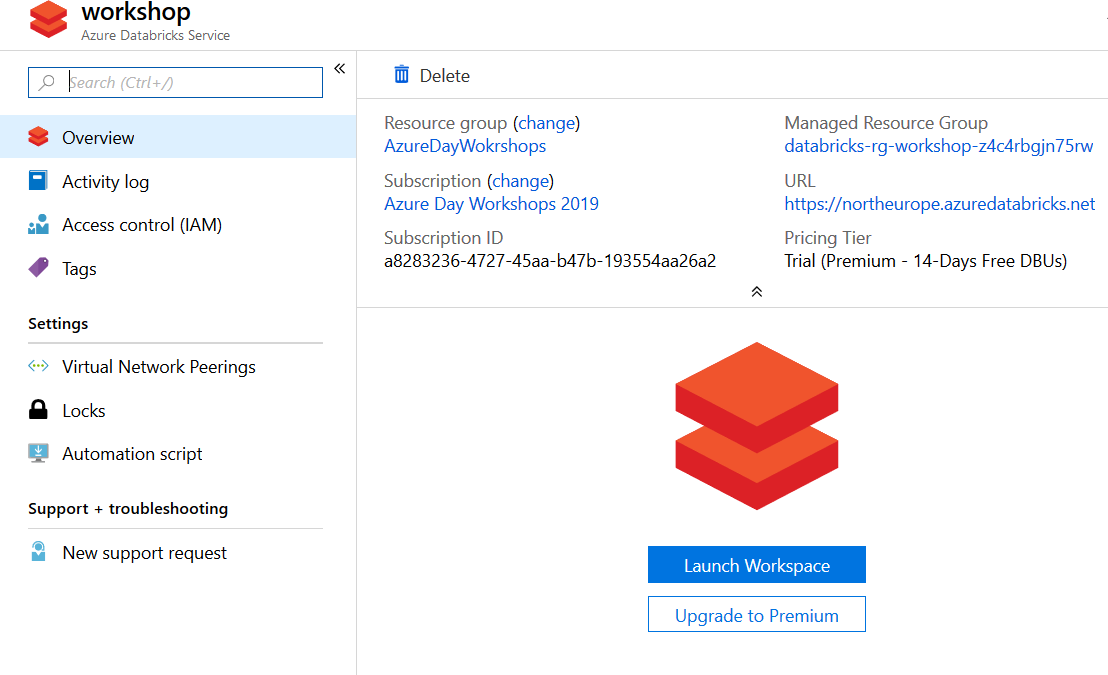 workshop
Azure Databricks Service
Search (Ctrl+/)
«
Overview
Activity log
Access control (IAM)
Tags
Settings
Virtual Network Peerings
Locks
Automation script
Support + troubleshooting
New support request
Delete
Resource group (change)
AzureDayWokrshops
Subscription (change)
Azure Day Workshops 2019
Subscription ID
a8283236-4727-45aa-b47b-193554aa26a2
Managed Resource Group
databricks-rg-workshop-z4c4rbgjn75rw
URL
https://northeurope.azuredatabricks.net
Pricing Tier
Trial (Premium - 14-Days Free DBUs)
Launch Workspace
Upgrade to Premium